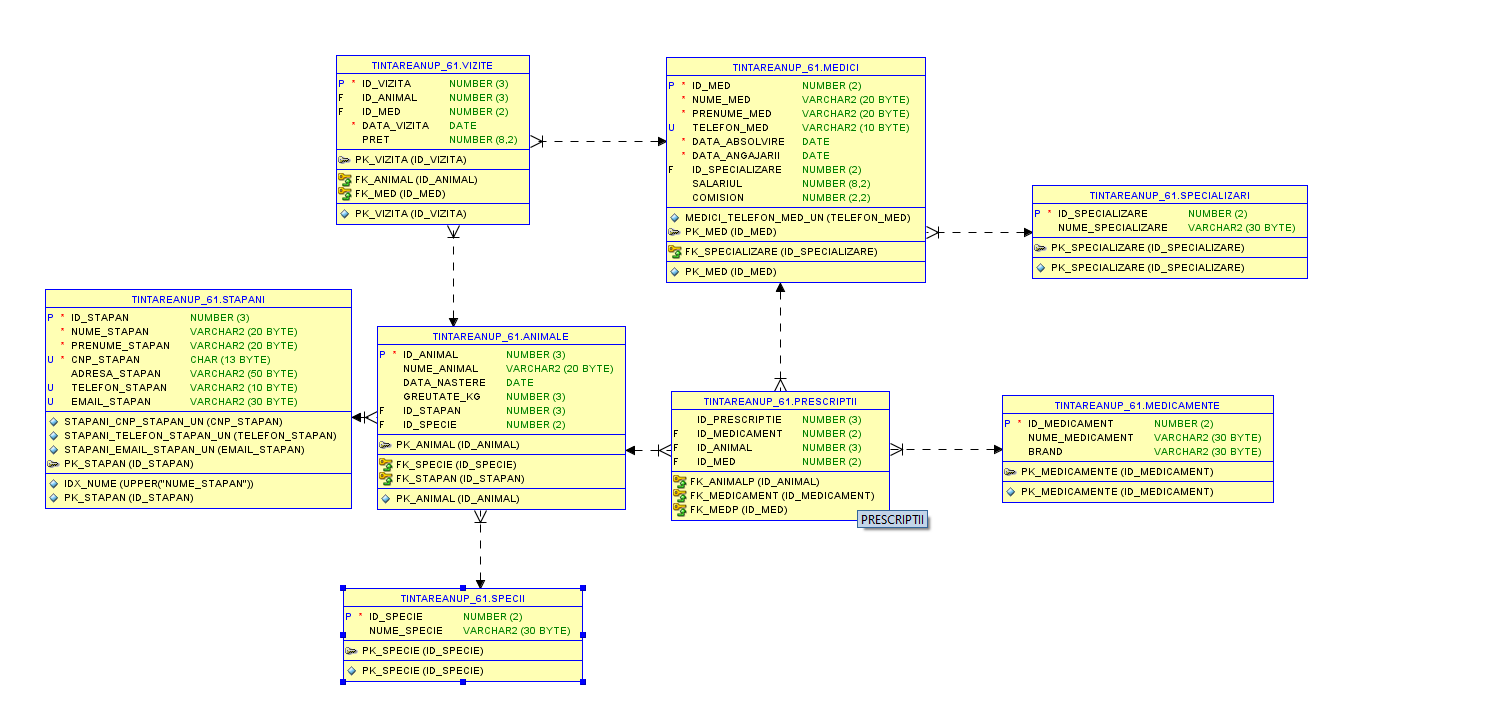 TINTAREANUP_61.VIZITE
P * ID_VIZITA NUMBER (3)
F ID_ANIMAL NUMBER (3)
F ID_MED NUMBER (2)
* DATA_VIZITA DATE
PRET NUMBER (8,2)
PK_VIZITA (ID_VIZITA)
FK_ANIMAL (ID_ANIMAL)
FK_MED (ID_MED)
PK_VIZITA (ID_VIZITA)
TINTAREANUP_61.MEDICI
P * ID_MED NUMBER (2)
* NUME_MED VARCHAR2 (20 BYTE)
* PRENUME_MED VARCHAR2 (20 BYTE)
U TELEFON_MED VARCHAR2 (10 BYTE)
* DATA_ABSOLVIRE DATE
* DATA_ANGAJARII DATE
F ID_SPECIALIZARE NUMBER (2)
SALARIUL NUMBER (8,2)
COMISION NUMBER (2,2)
MEDICI_TELEFON_MED_UN (TELEFON_MED)
PK_MED (ID_MED)
FK_SPECIALIZARE (ID_SPECIALIZARE)
PK_MED (ID_MED)
TINTAREANUP_61.SPECIALIZARI
P * ID_SPECIALIZARE NUMBER (2)
NUME_SPECIALIZARE VARCHAR2 (30 BYTE)
PK_SPECIALIZARE (ID_SPECIALIZARE)
PK_SPECIALIZARE (ID_SPECIALIZARE)
TINTAREANUP_61.STAPANI
P * ID_STAPAN NUMBER (3)
* NUME_STAPAN VARCHAR2 (20 BYTE)
* PRENUME_STAPAN VARCHAR2 (20 BYTE)
U * CNP_STAPAN CHAR (13 BYTE)
ADRESA_STAPAN VARCHAR2 (50 BYTE)
U TELEFON_STAPAN VARCHAR2 (10 BYTE)
U EMAIL_STAPAN VARCHAR2 (30 BYTE)
STAPANI_CNP_STAPAN_UN (CNP_STAPAN)
STAPANI_TELEFON_STAPAN_UN (TELEFON_STAPAN)
STAPANI_EMAIL_STAPAN_UN (EMAIL_STAPAN)
PK_STAPAN (ID_STAPAN)
IDX_NUME (UPPER("NUME_STAPAN"))
PK_STAPAN (ID_STAPAN)
TINTAREANUP_61.ANIMALE
P * ID_ANIMAL NUMBER (3)
NUME_ANIMAL VARCHAR2 (20 BYTE)
DATA_NASTERE DATE
GREUTATE_KG NUMBER (3)
F ID_STAPAN NUMBER (3)
F ID_SPECIE NUMBER (2)
PK_ANIMAL (ID_ANIMAL)
FK_SPECIE (ID_SPECIE)
FK_STAPAN (ID_STAPAN)
PK_ANIMAL (ID_ANIMAL)
TINTAREANUP_61.PRESCRIPTII
ID_PRESCRIPTIE NUMBER (3)
F ID_MEDICAMENT NUMBER (2)
F ID_ANIMAL NUMBER (3)
F ID_MED NUMBER (2)
FK_ANIMALP (ID_ANIMAL)
FK_MEDICAMENT (ID_MEDICAMENT)
FK_MEDP (ID_MED)
PRESCRIPTII
TINTAREANUP_61.MEDICAMENTE
P * ID_MEDICAMENT NUMBER (2)
NUME_MEDICAMENT VARCHAR2 (30 BYTE)
BRAND VARCHAR2 (30 BYTE)
PK_MEDICAMENTE (ID_MEDICAMENT)
PK_MEDICAMENTE (ID_MEDICAMENT)
TINTAREANUP_61.SPECII
P * ID_SPECIE NUMBER (2)
NUME_SPECIE VARCHAR2 (30 BYTE)
PK_SPECIE (ID_SPECIE)
PK_SPECIE (ID_SPECIE)